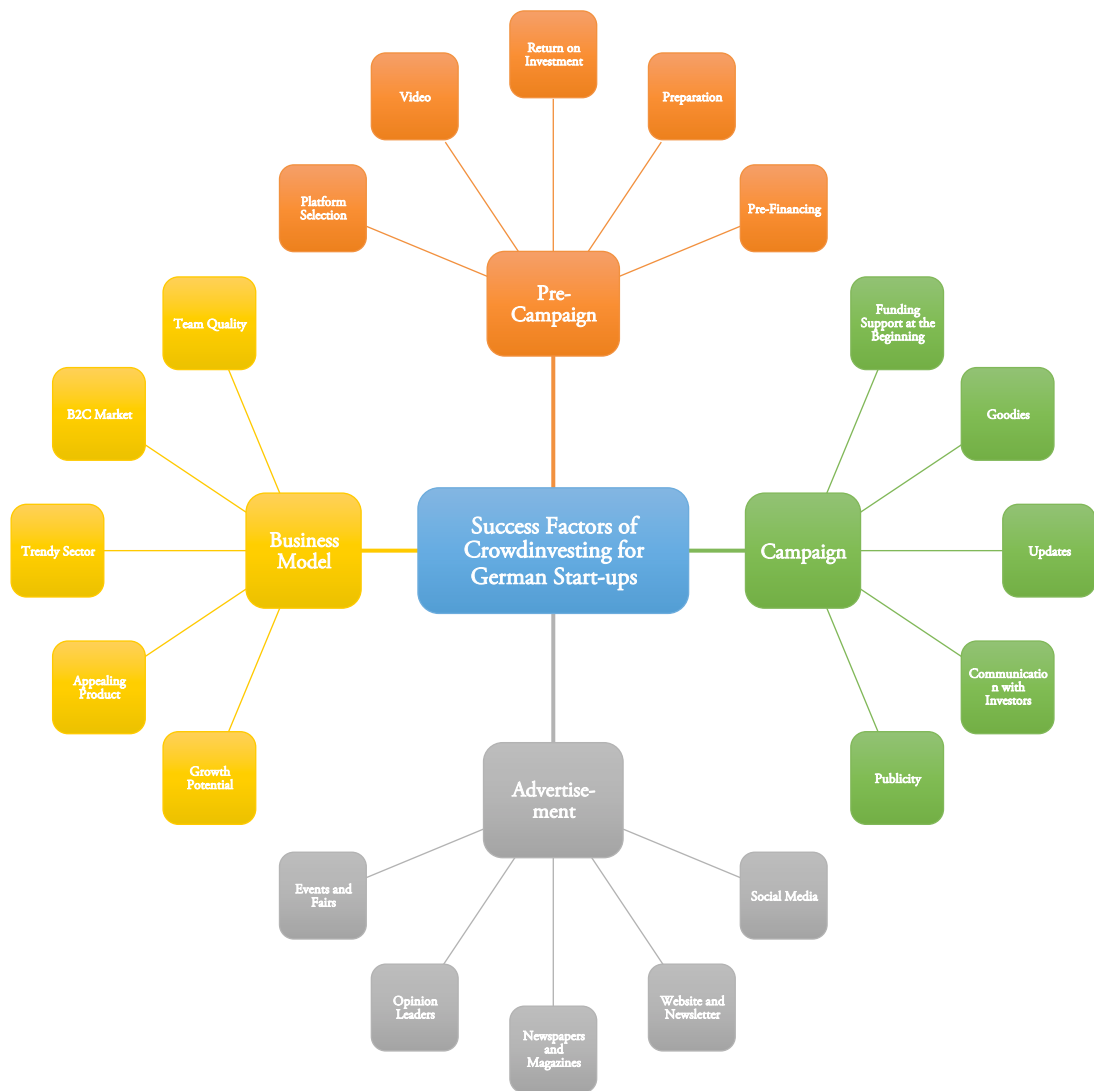 Return on
Investment
Video
Preparation
Platform
Selection
Pre-Financing
Pre-
Campaign
Team Quality
Funding
Support at the
Beginning
B2C Market
Goodies
Trendy Sector
Business
Model
Success Factors of
Crowdinvesting for
German Start-ups
Campaign
Updates
Appealing
Product
Communicatio
n with
Investors
Growth
Potential
Publicity
Advertise-
ment
Events and
Fairs
Social Media
Opinion
Leaders
Website and
Newsletter
Newspapers
and
Magazines